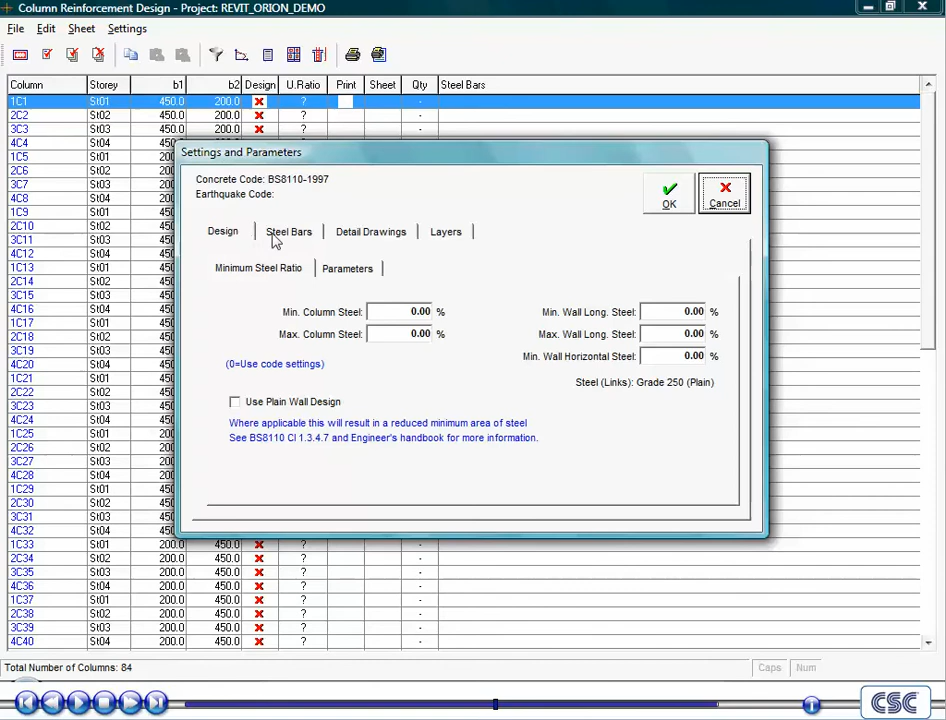 Column Reinforcement Design - Project: REVIT_ORION_DEMO
File Edit Sheet Settings
Column Storey b1 b2 Design U.Ratio Print Sheet Qty Steel Bars
1C1 St01 450.0 200.0 ? -
2C2 St02 450.0 200.0 ? -
3C3 St03 450.0 200.0 ? -
4C4 St04 450
1C5 St01 450
2C6 St02 450
3C7 St03 450
4C8 St04 450
1C9 St01 450
2C10 St02 450
3C11 St03 450
4C12 St04 450
1C13 St01 450
2C14 St02 450
3C15 St03 450
4C16 St04 450
1C17 St01 450
2C18 St02 450
3C19 St03 450
4C20 St04 450
1C21 St01 450
2C22 St02 450
3C23 St03 450
4C24 St04 450
1C25 St01 450
2C26 St02 450
3C27 St03 450
4C28 St04 450
1C29 St01 450
2C30 St02 450
3C31 St03 450
4C32 St04 450
1C33 St01 200.0 450.0 ? -
2C34 St02 200.0 450.0 ? -
3C35 St03 200.0 450.0 ? -
4C36 St04 200.0 450.0 ? -
1C37 St01 200.0 450.0 ? -
2C38 St02 200.0 450.0 ? -
3C39 St03 200.0 450.0 ? -
4C40 St04 200.0 450.0 ? -
Settings and Parameters
Concrete Code: BS8110-1997
Earthquake Code:
OK Cancel
Design Steel Bars Detail Drawings Layers
Minimum Steel Ratio Parameters
Min. Column Steel: 0.00 %
Max. Column Steel: 0.00 %
(0=Use code settings)
Min. Wall Long. Steel: 0.00 %
Max. Wall Long. Steel: 0.00 %
Min. Wall Horizontal Steel: 0.00 %
Steel (Links): Grade 250 (Plain)
Use Plain Wall Design
Where applicable this will result in a reduced minimum area of steel
See BS8110 Cl 1.3.4.7 and Engineer's handbook for more information.
Total Number of Columns: 84
Caps Num
CSC